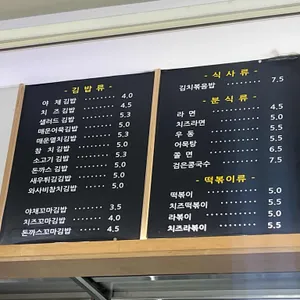 - 김 밥 류 -
야 채 김밥 ········ 4.0
치 즈 김밥 ········ 4.5
샐러드 김밥 ········ 5.3
매운어묵김밥 ········ 5.0
매운멸치김밥 ········ 5.3
참 치 김밥 ········ 5.0
소고기 김밥 ········ 5.3
돈까스 김밥 ········ 5.5
새우튀김김밥 ········ 5.5
와사비참치김밥 ········ 5.5
야채꼬마김밥 ········ 3.5
치즈꼬마김밥 ········ 4.0
돈까스꼬마김밥 ········ 4.5
- 식 사 류 -
김치볶음밥 ········ 7.5
- 분 식 류 -
라 면 ········ 4.5
치즈라면 ········ 5.0
우 동 ········ 5.5
어묵탕 ········ 5.5
쫄 면 ········ 6.5
검은콩국수 ········ 7.5
- 떡볶이류 -
떡볶이 ········ 5.0
치즈떡볶이 ········ 5.5
라볶이 ········ 5.0
치즈라볶이 ········ 5.5